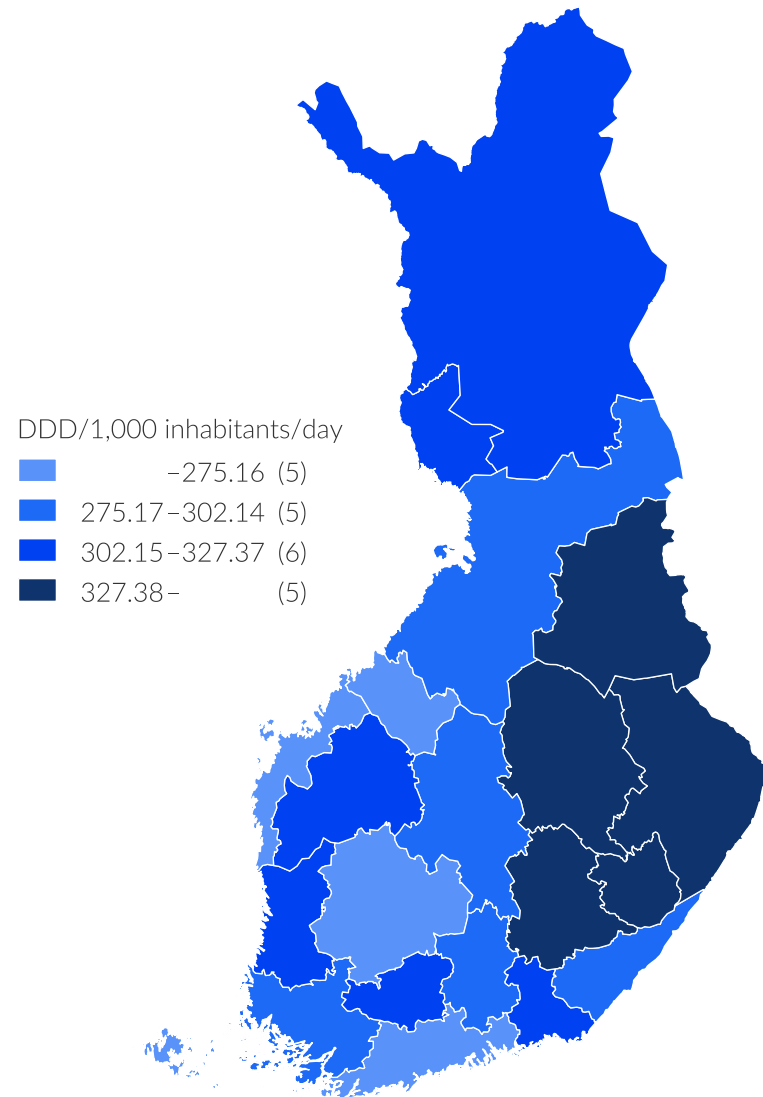 DDD/1,000 inhabitants/day
–275.16 (5)
275.17–302.14 (5)
302.15–327.37 (6)
327.38– (5)